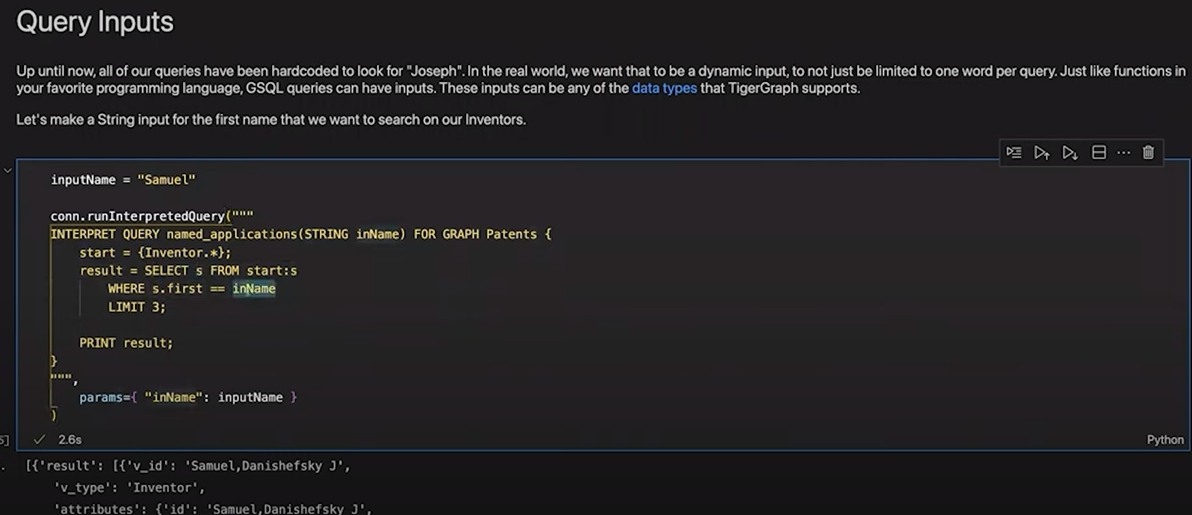 Query Inputs
Up until now, all of our queries have been hardcoded to look for "Joseph". In the real world, we want that to be a dynamic input, to not just be limited to one word per query. Just like functions in
your favorite programming language, GSQL queries can have inputs. These inputs can be any of the data types that TigerGraph supports.
Let's make a String input for the first name that we want to search on our Inventors.
inputName = "Samuel"
conn.runInterpretedQuery("""
INTERPRET QUERY named_applications(STRING inName) FOR GRAPH Patents {
    start = {Inventor.*};
    result = SELECT s FROM start:s
        WHERE s.first == inName
        LIMIT 3;
    PRINT result;
}
""",
    params={ "inName": inputName }
)
5] ✓ 2.6s Python
[{'result': [{'v_id': 'Samuel,Danishefsky J',
    'v_type': 'Inventor',
    'attributes': {'id': 'Samuel,Danishefsky J',